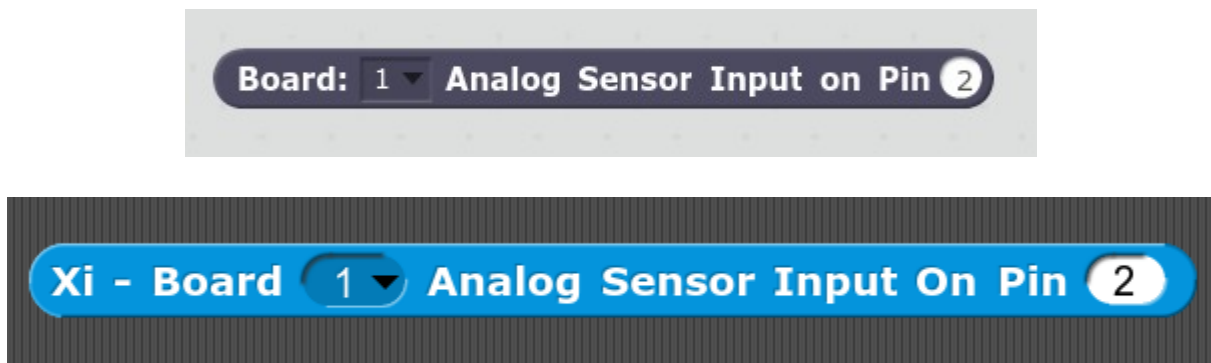 Board: 1 Analog Sensor Input on Pin 2
Xi - Board 1 Analog Sensor Input On Pin 2